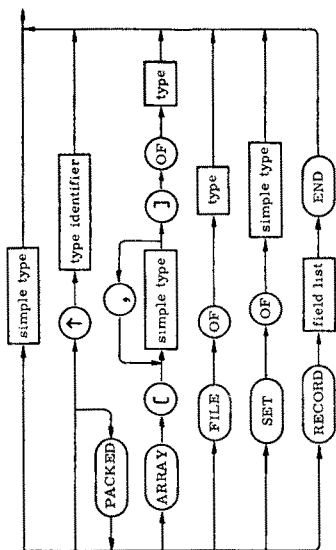 simple type
↑ type identifier
PACKED
ARRAY [ simple type , ] OF type
FILE OF type
SET OF simple type
RECORD field list END